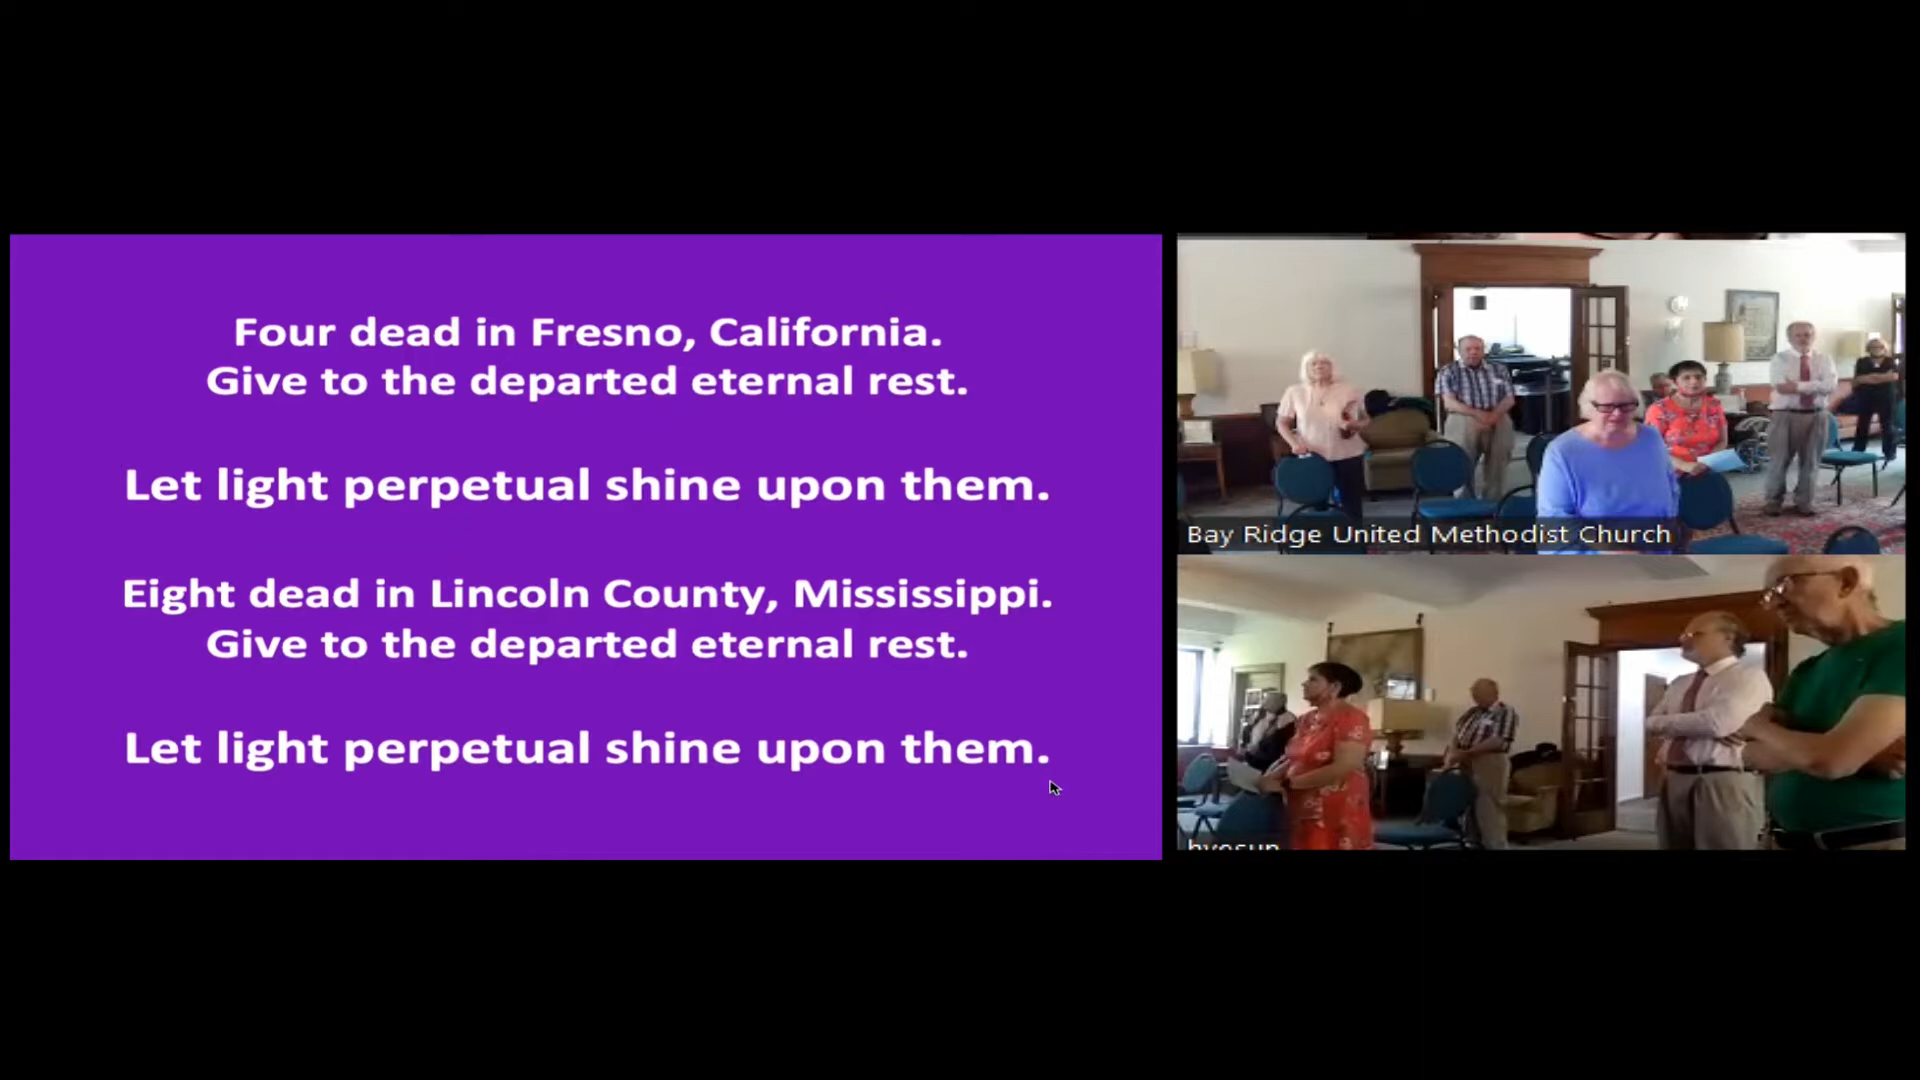 Four dead in Fresno, California.
Give to the departed eternal rest.
Let light perpetual shine upon them.
Eight dead in Lincoln County, Mississippi.
Give to the departed eternal rest.
Let light perpetual shine upon them.
Bay Ridge United Methodist Church
hyesun